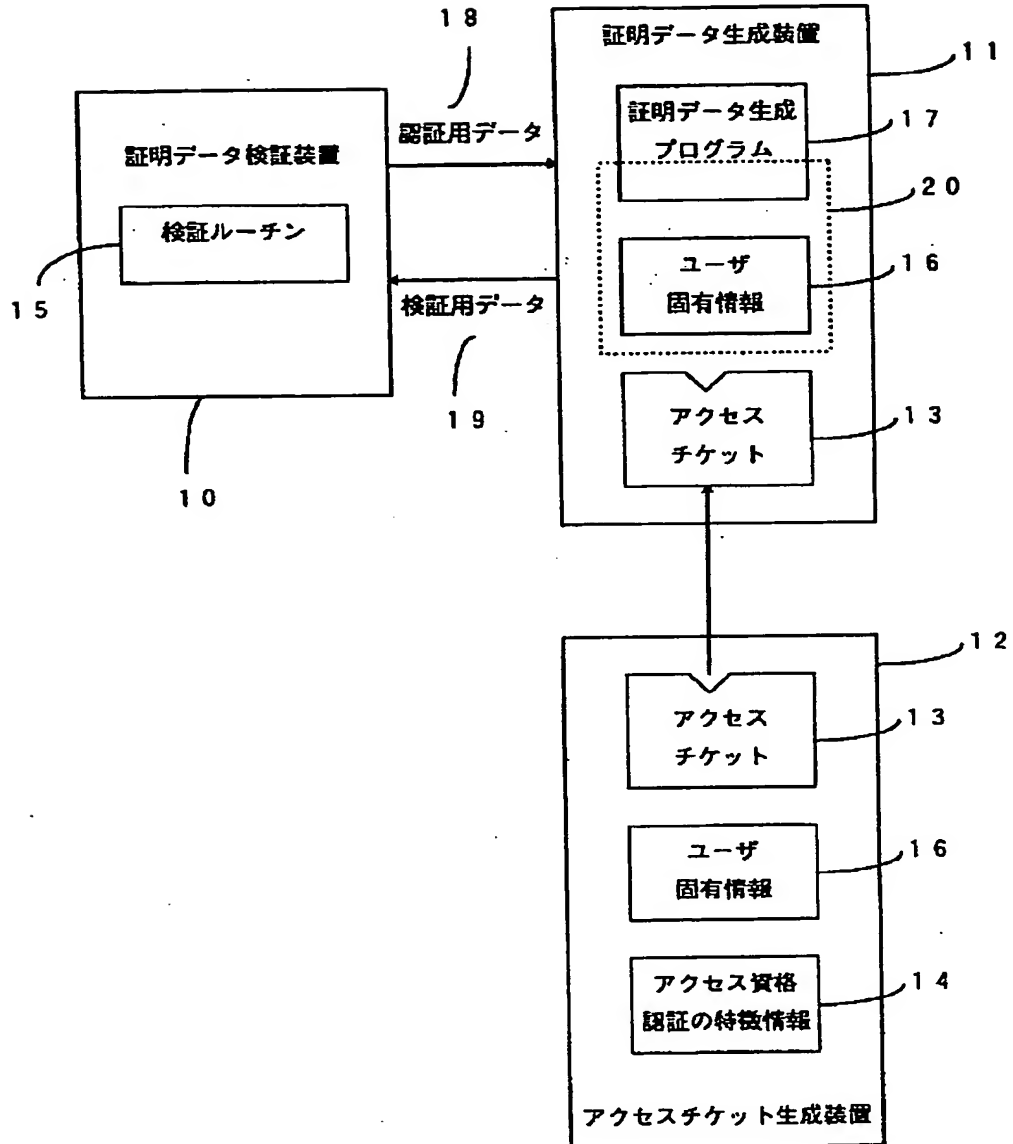 18
証明データ生成装置
11
証明データ生成
プログラム
17
認証用データ
証明データ検証装置
20
検証ルーチン
15
ユーザ
固有情報
16
検証用データ
19
アクセス
チケット
13
10
12
アクセス
チケット
13
ユーザ
固有情報
16
アクセス資格
認証の特徴情報
14
アクセスチケット生成装置